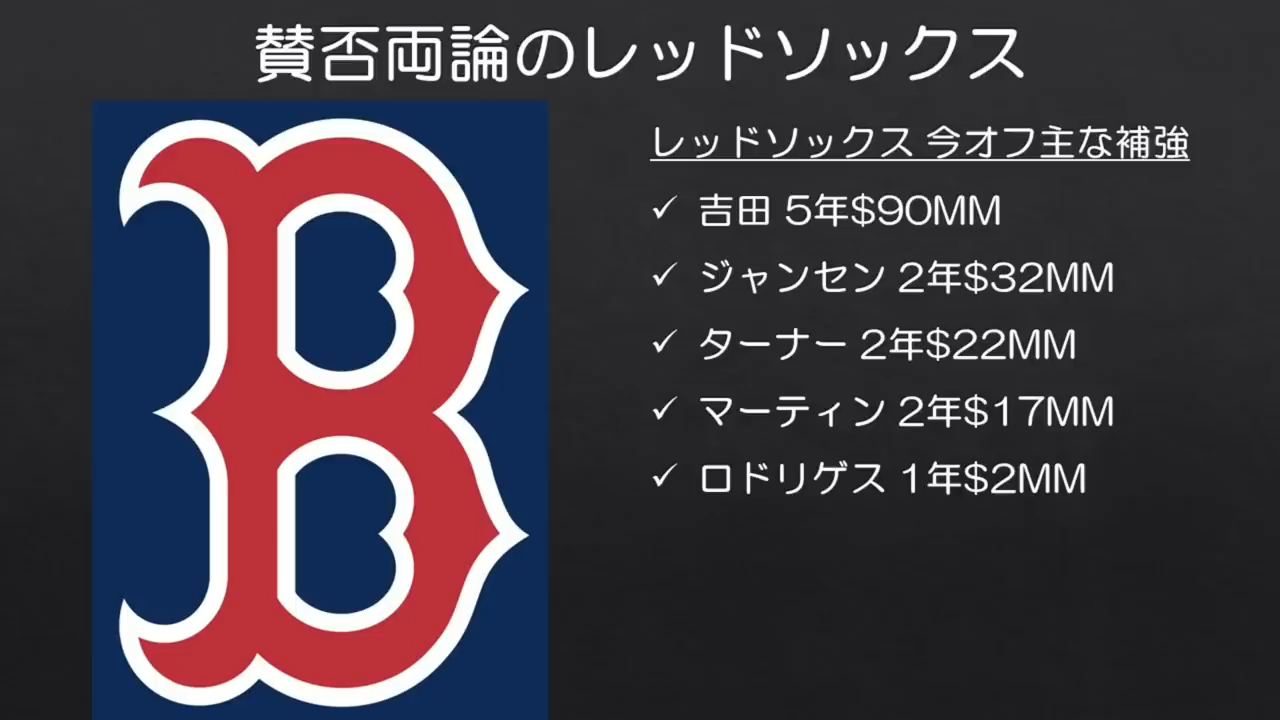 賛否両論のレッドソックス
B
レッドソックス 今オフ主な補強
✓ 吉田 5年$90MM
✓ ジャンセン 2年$32MM
✓ ターナー 2年$22MM
✓ マーティン 2年$17MM
✓ ロドリゲス 1年$2MM